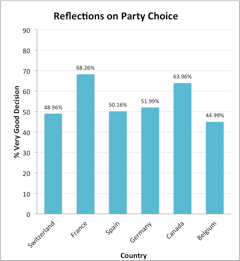 Reflections on Party Choice
% Very Good Decision
90
80
70
60
50
40
30
20
10
0
48.96%
68.26%
50.16%
51.99%
63.96%
44.99%
Switzerland
France
Spain
Germany
Canada
Belgium
Country